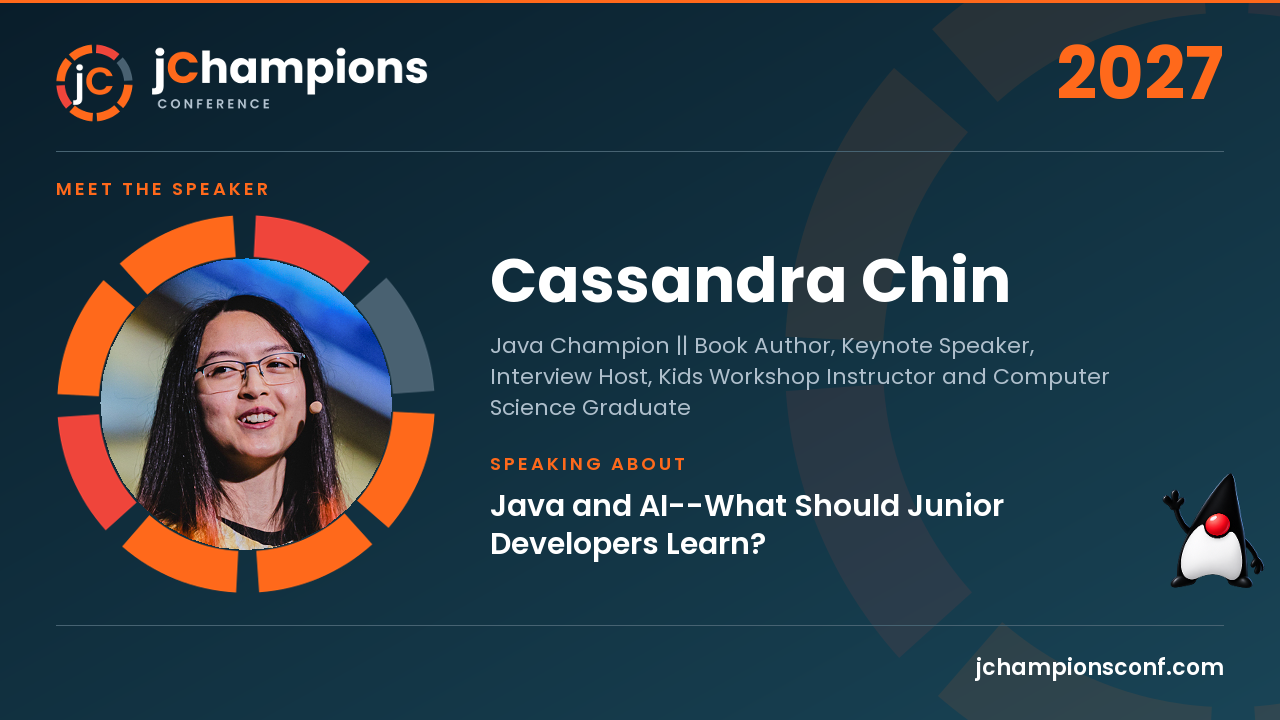 jC jChampions
CONFERENCE
2027
MEET THE SPEAKER
Cassandra Chin
Java Champion || Book Author, Keynote Speaker,
Interview Host, Kids Workshop Instructor and Computer
Science Graduate
SPEAKING ABOUT
Java and AI--What Should Junior
Developers Learn?
jchampionsconf.com